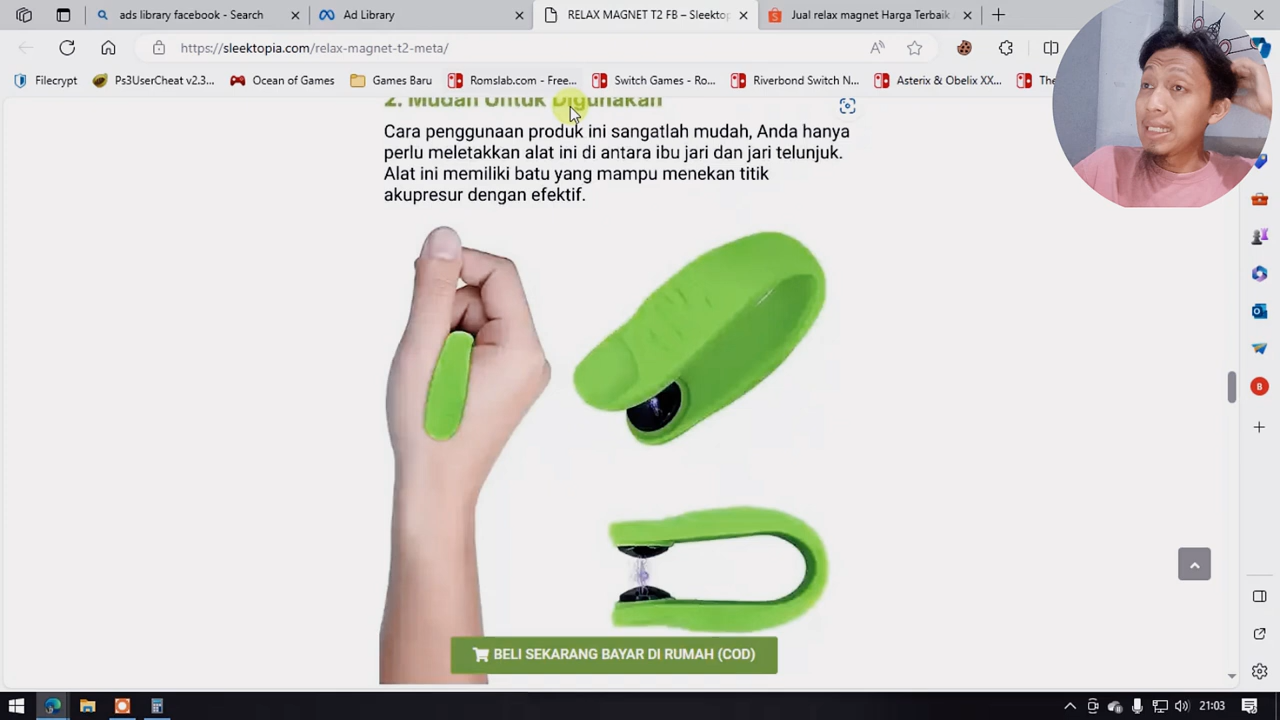 ads library facebook - Search
Ad Library
RELAX MAGNET T2 FB – Sleektop
Jual relax magnet Harga Terbaik
https://sleektopia.com/relax-magnet-t2-meta/
Filecrypt
Ps3UserCheat v2.3...
Ocean of Games
Games Baru
Romslab.com - Free...
Switch Games - Ro...
Riverbond Switch N...
Asterix & Obelix XX...
2. Mudah Untuk Digunakan
Cara penggunaan produk ini sangatlah mudah, Anda hanya
perlu meletakkan alat ini di antara ibu jari dan jari telunjuk.
Alat ini memiliki batu yang mampu menekan titik
akupresur dengan efektif.
BELI SEKARANG BAYAR DI RUMAH (COD)
B
21:03